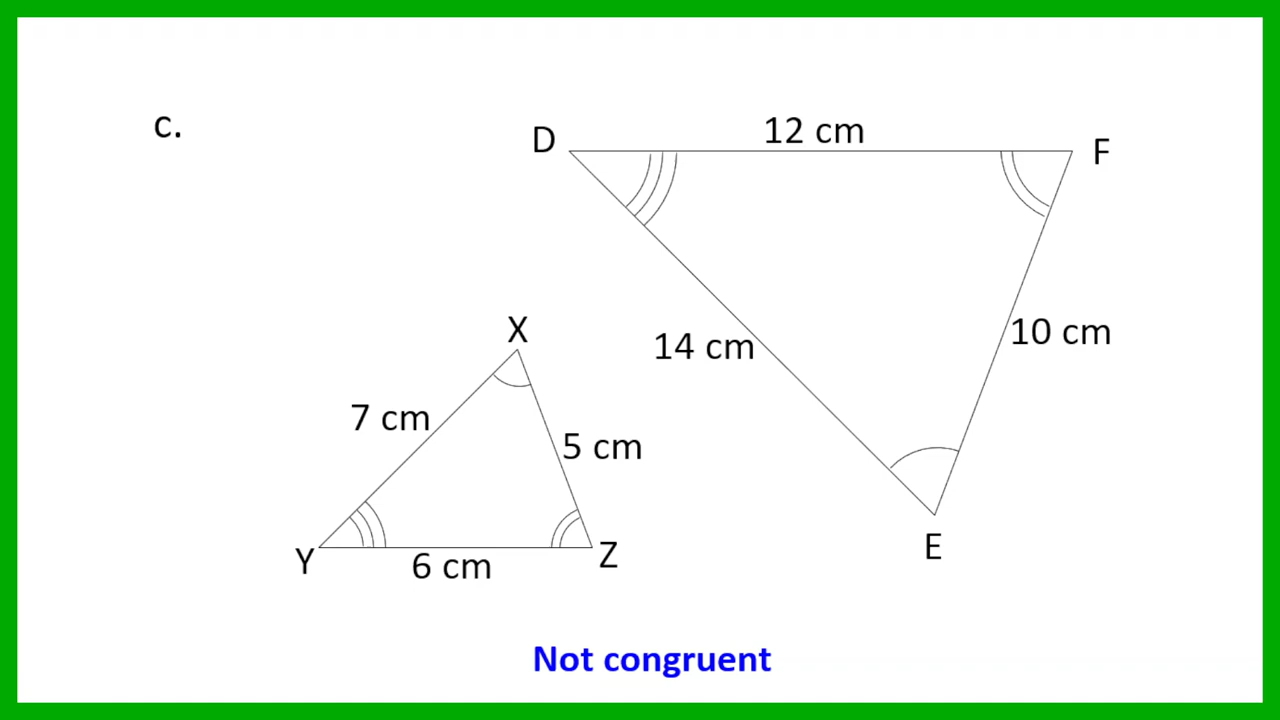 c.
D
12 cm
F
14 cm
10 cm
X
7 cm
5 cm
Y
6 cm
Z
E
Not congruent